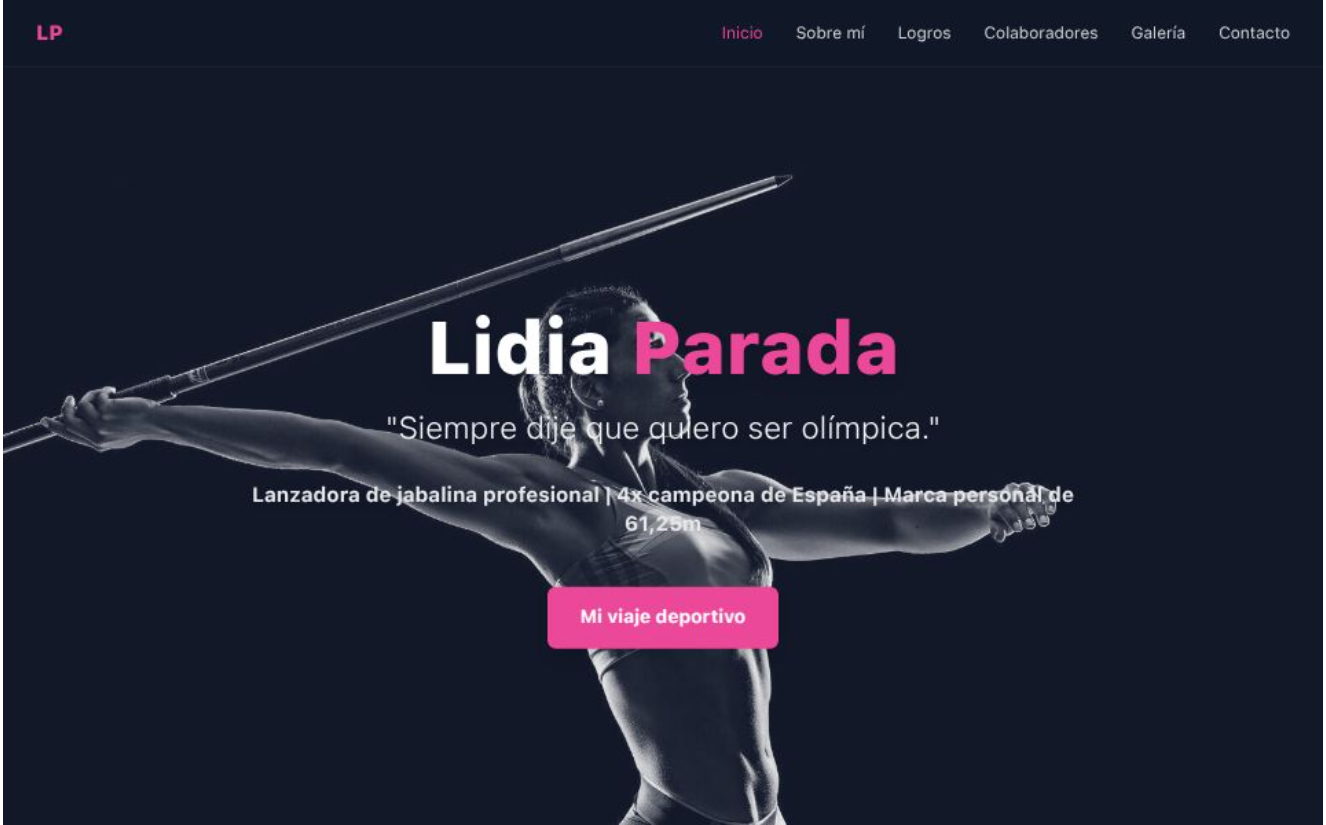 LP
Inicio Sobre mí Logros Colaboradores Galería Contacto
Lidia Parada
"Siempre dije que quiero ser olímpica."
Lanzadora de jabalina profesional | 4x campeona de España | Marca personal de
61,25m
Mi viaje deportivo